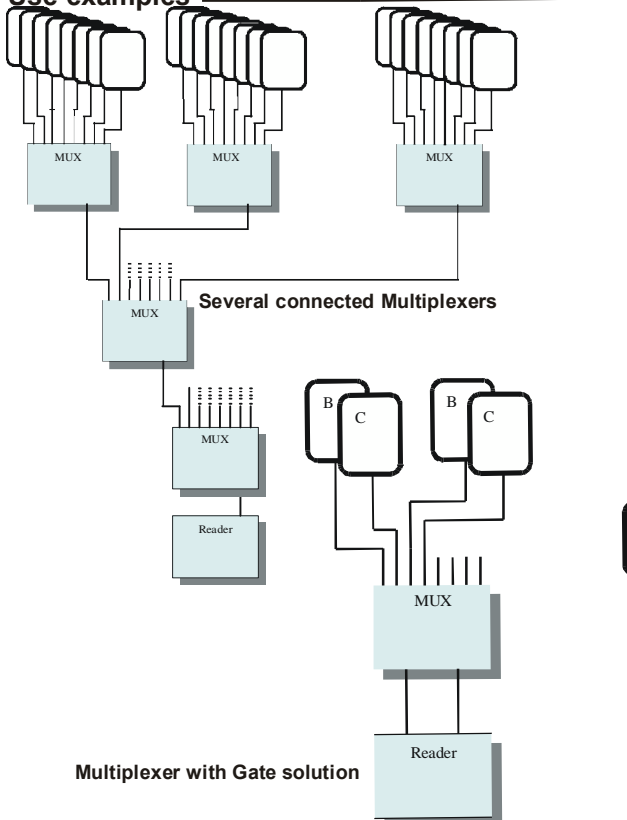 Use examples
MUX
MUX
MUX
MUX
Several connected Multiplexers
MUX
Reader
B
C
B
C
MUX
Reader
Multiplexer with Gate solution